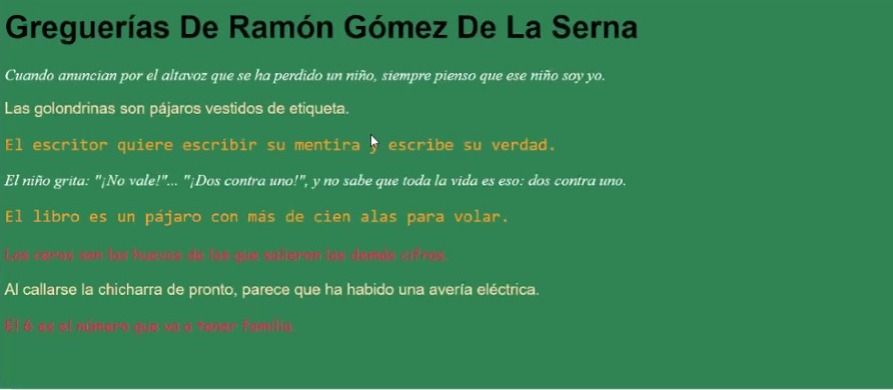 Greguerías De Ramón Gómez De La Serna
Cuando anuncian por el altavoz que se ha perdido un niño, siempre pienso que ese niño soy yo.
Las golondrinas son pájaros vestidos de etiqueta.
El escritor quiere escribir su mentira y escribe su verdad.
El niño grita: "¡No vale!"... "¡Dos contra uno!", y no sabe que toda la vida es eso: dos contra uno.
El libro es un pájaro con más de cien alas para volar.
Los ceros son los huevos de los que salieron las demás cifras.
Al callarse la chicharra de pronto, parece que ha habido una avería eléctrica.
El 6 es el número que va a tener familia